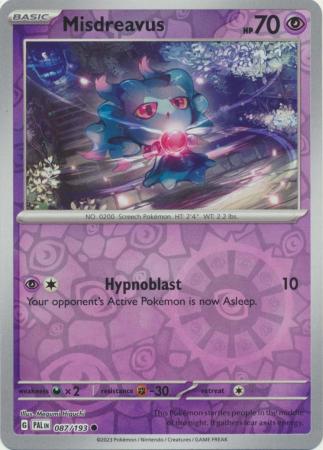 BASIC
Misdreavus
HP 70
NO. 0200 Screech Pokémon HT: 2'4" WT: 2.2 lbs.
Hypnoblast 10
Your opponent's Active Pokémon is now Asleep.
weakness ×2 resistance -30 retreat
Illus. Megumi Higuchi
G PAL EN 087/193
This Pokémon startles people in the middle of the night. It gathers fear as its energy.
©2023 Pokémon / Nintendo / Creatures / GAME FREAK